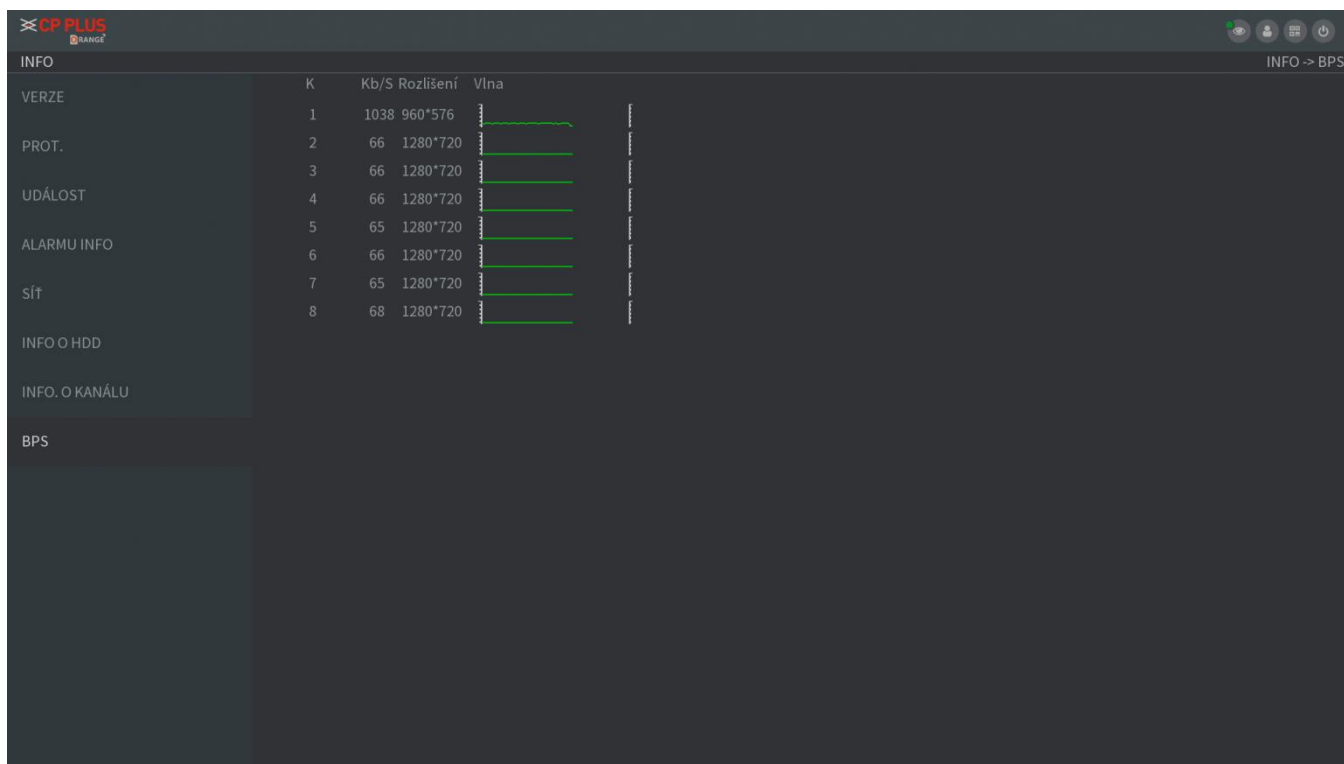 CP PLUS
ORANGE
INFO
INFO -> BPS
VERZE
PROT.
UDÁLOST
ALARMU INFO
SÍŤ
INFO O HDD
INFO. O KANÁLU
BPS
K Kb/S Rozlišení Vlna
1 1038 960*576
2 66 1280*720
3 66 1280*720
4 66 1280*720
5 65 1280*720
6 66 1280*720
7 65 1280*720
8 68 1280*720